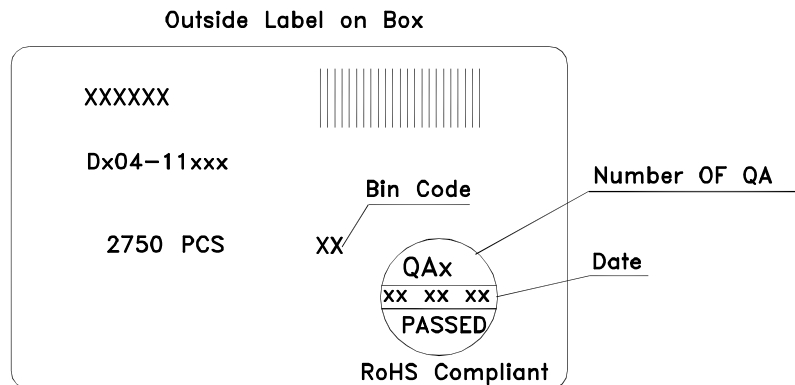 Outside Label on Box
XXXXXX
Dx04-11xxx
Bin Code
Number OF QA
2750 PCS
XX
QAx
Date
xx xx xx
PASSED
RoHS Compliant